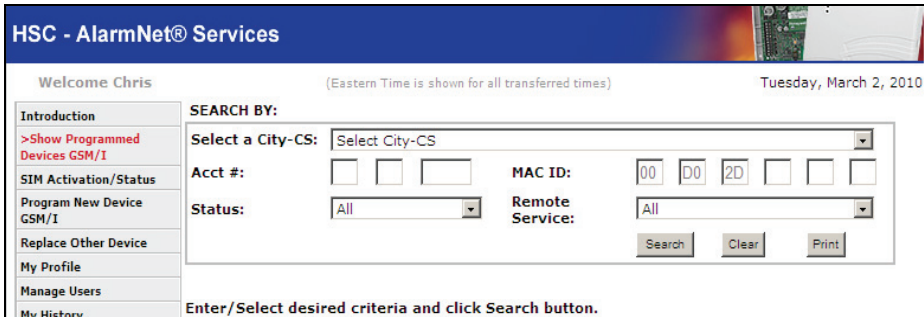 HSC - AlarmNet® Services
Welcome Chris
(Eastern Time is shown for all transferred times)
Tuesday, March 2, 2010
Introduction
>Show Programmed
Devices GSM/I
SIM Activation/Status
Program New Device
GSM/I
Replace Other Device
My Profile
Manage Users
My History
SEARCH BY:
Select a City-CS: Select City-CS
Acct #:
MAC ID: 00 D0 2D
Status: All
Remote
Service: All
Search Clear Print
Enter/Select desired criteria and click Search button.